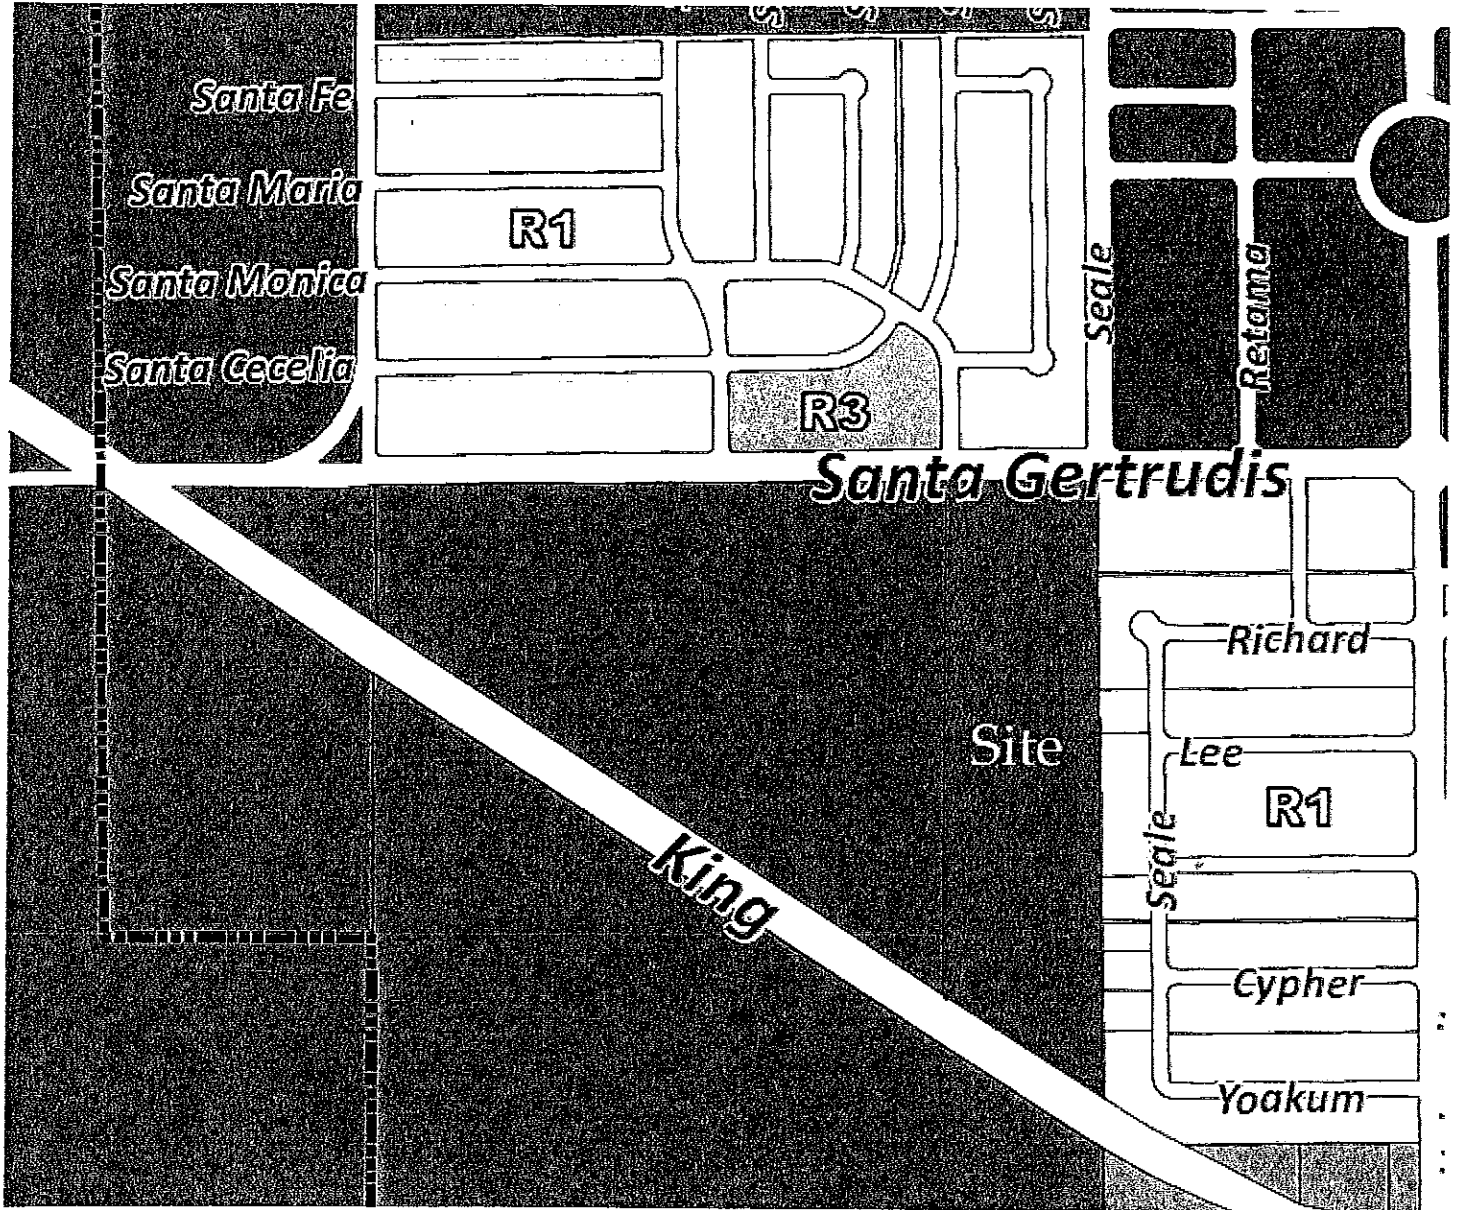 Santa Fe
Santa Maria
R1
Santa Monica
Seale
Retama
Santa Cecelia
R3
Santa Gertrudis
Richard
Site
Lee
R1
Seale
King
Cypher
Yoakum